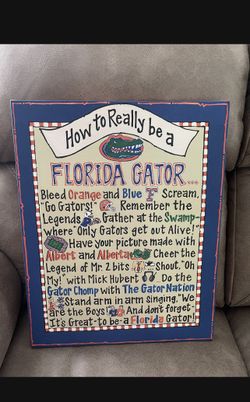 How to Really be a
FLORIDA GATOR...
Bleed Orange and Blue Scream,
"Go Gators!" Remember the
Legends Gather at the Swamp-
where "Only Gators get out Alive!"
Have your picture made with
Albert and Alberta Cheer the
Legend of Mr 2 bits Shout, "Oh
My!" with Mick Hubert Do the
Gator Chomp with The Gator Nation
Stand arm in arm Singing, "We
are the Boys And don't forget-
It's Great-to be-a Florida Gator!